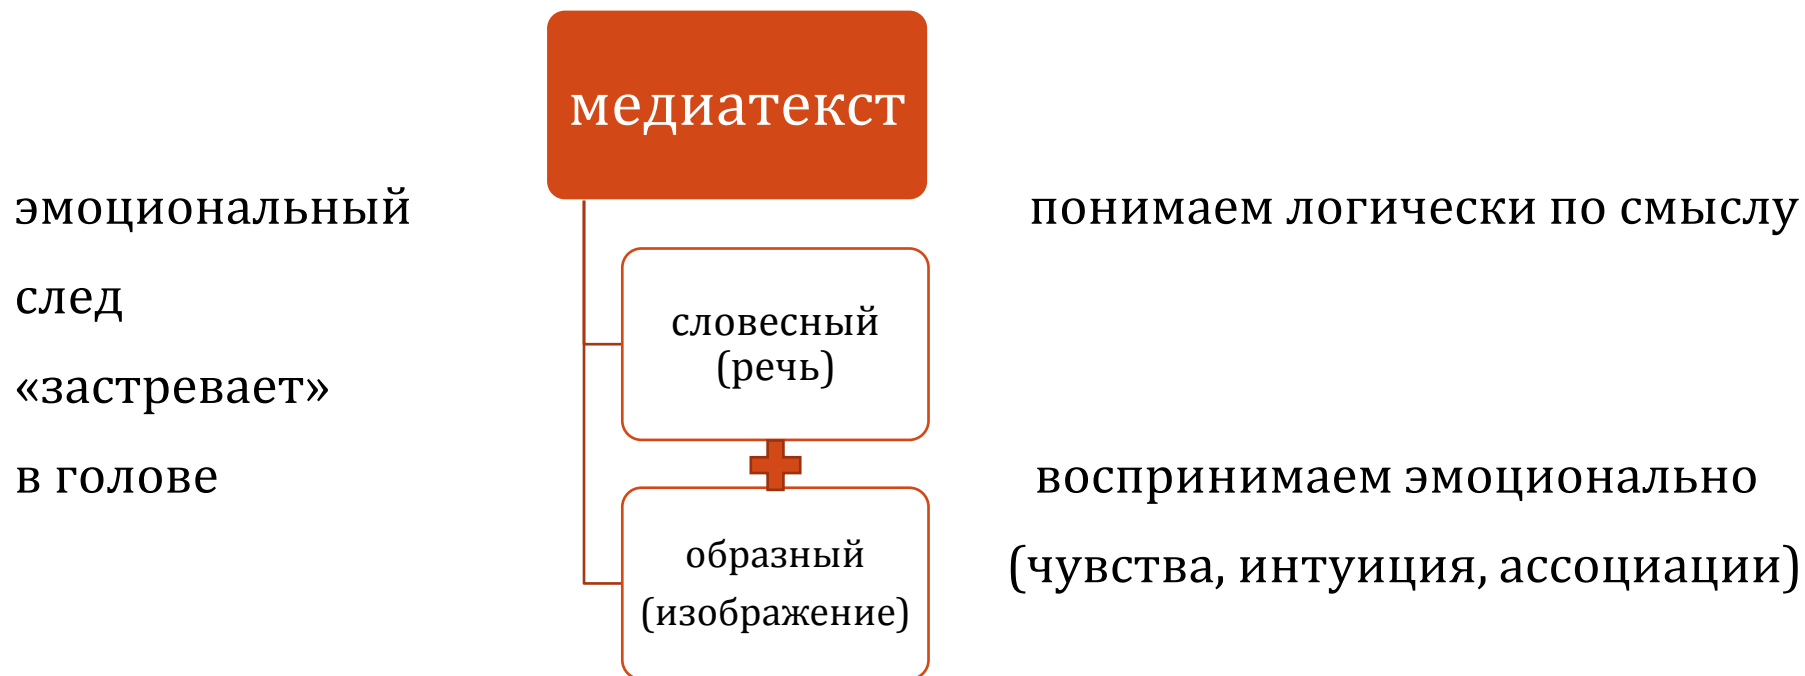 медиатекст
эмоциональный
след
«застревает»
в голове
словесный
(речь)
образный
(изображение)
понимаем логически по смыслу
воспринимаем эмоционально
(чувства, интуиция, ассоциации)